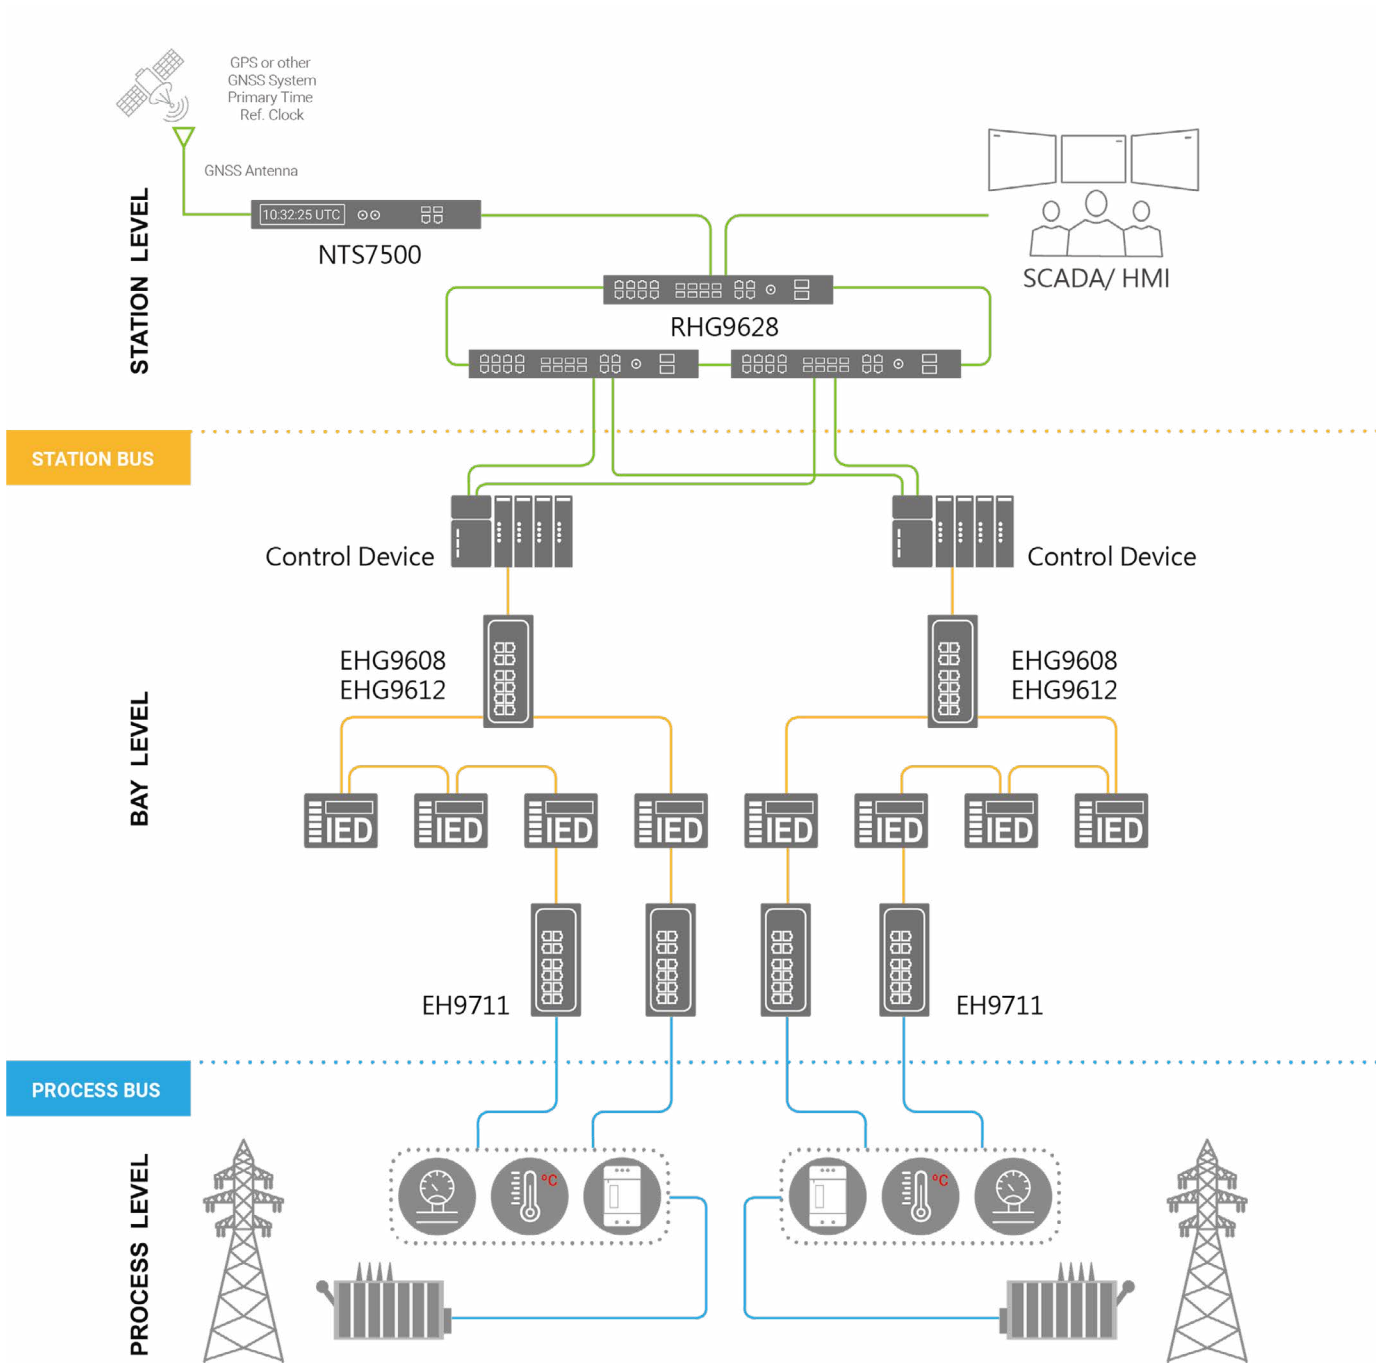 GPS or other
GNSS System
Primary Time
Ref. Clock
GNSS Antenna
10:32:25 UTC
NTS7500
SCADA/ HMI
RHG9628
STATION LEVEL
STATION BUS
Control Device
Control Device
EHG9608
EHG9612
EHG9608
EHG9612
BAY LEVEL
IED
IED
IED
IED
IED
IED
IED
IED
EH9711
EH9711
PROCESS BUS
PROCESS LEVEL
°C
°C